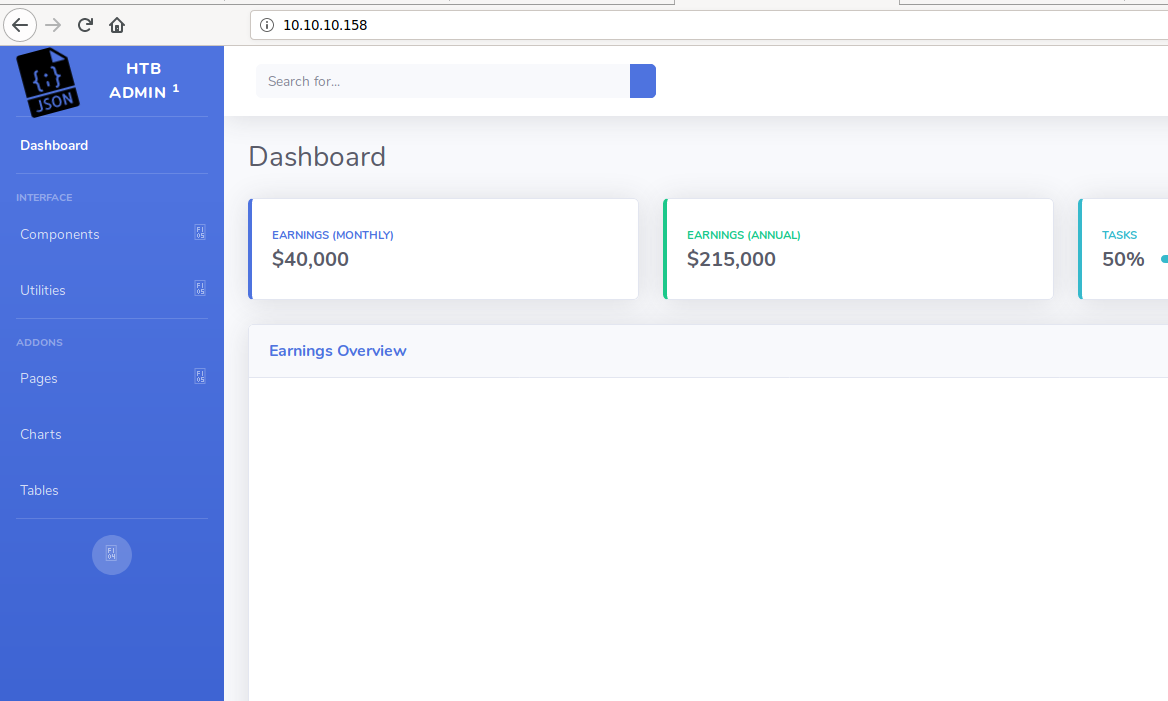 10.10.10.158
{;}
JSON
HTB
ADMIN 1
Search for...
Dashboard
INTERFACE
Components
Utilities
ADDONS
Pages
Charts
Tables
Dashboard
EARNINGS (MONTHLY)
$40,000
EARNINGS (ANNUAL)
$215,000
TASKS
50%
Earnings Overview